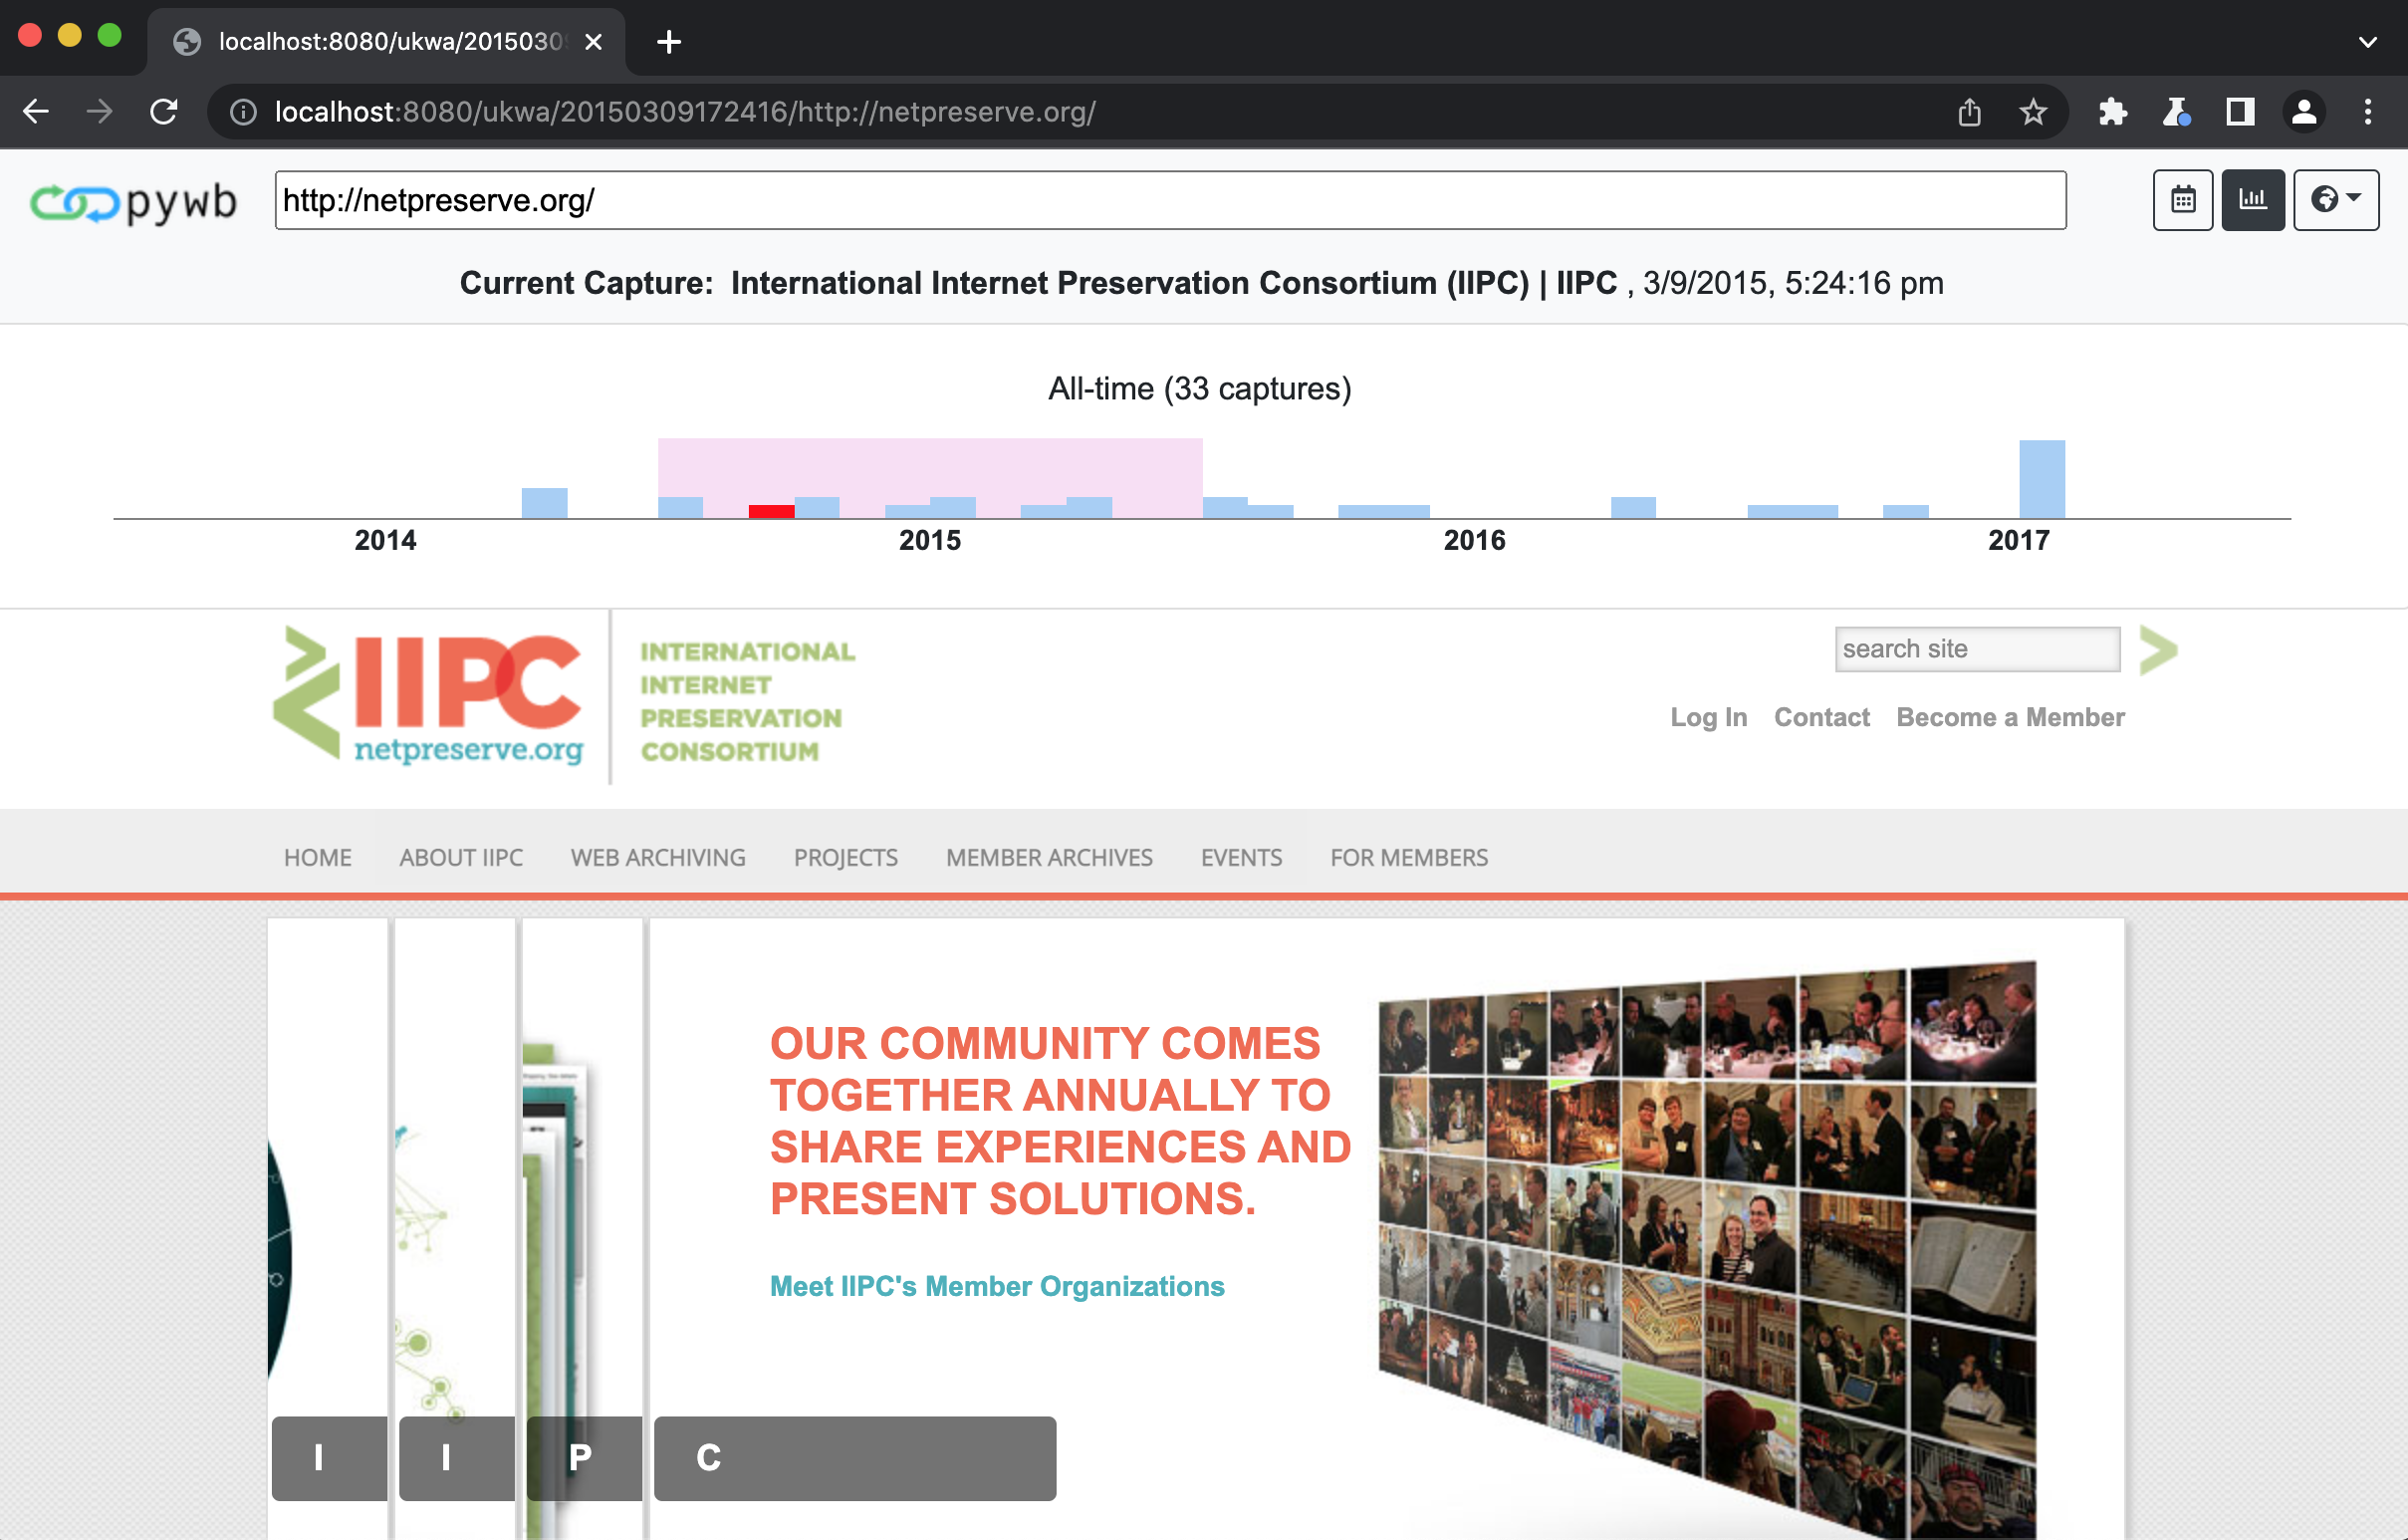 localhost:8080/ukwa/2015030
localhost:8080/ukwa/20150309172416/http://netpreserve.org/
pywb
http://netpreserve.org/
Current Capture: International Internet Preservation Consortium (IIPC) | IIPC , 3/9/2015, 5:24:16 pm
All-time (33 captures)
2014 2015 2016 2017
IIPC
netpreserve.org
INTERNATIONAL
INTERNET
PRESERVATION
CONSORTIUM
search site
Log In Contact Become a Member
HOME ABOUT IIPC WEB ARCHIVING PROJECTS MEMBER ARCHIVES EVENTS FOR MEMBERS
OUR COMMUNITY COMES
TOGETHER ANNUALLY TO
SHARE EXPERIENCES AND
PRESENT SOLUTIONS.
Meet IIPC's Member Organizations
I I P C